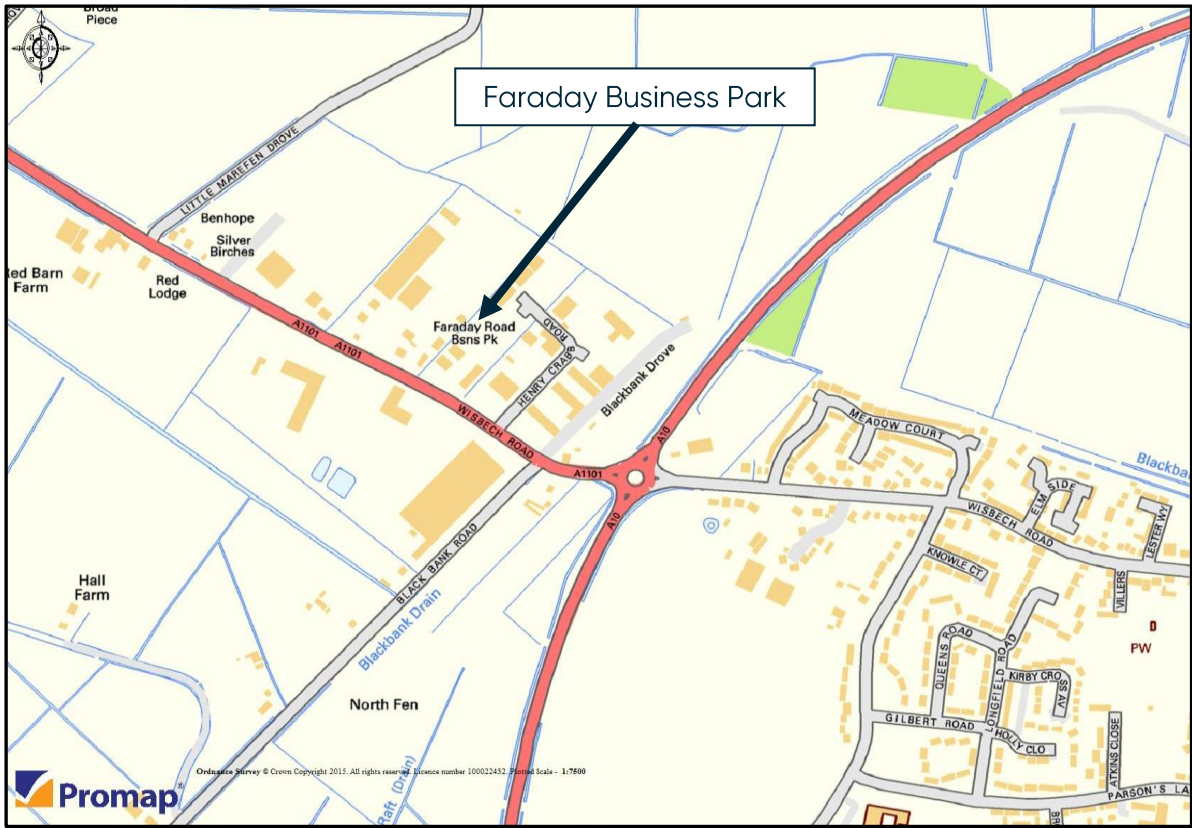 Broad
Piece
Faraday Business Park
LITTLE MAREFEN DROVE
Benhope
Silver
Birches
Red Barn
Farm
Red
Lodge
A1101
A1101
Faraday Road
Bsns Pk
HENRY CRABB
ROAD
Blackbank Drove
WISBECH ROAD
A1101
A10
A10
MEADOW COURT
Blackba
ELM SIDE
WISBECH ROAD
LESTER WY
KNOWLE CT
VILLERS
BLACK BANK ROAD
Blackbank Drain
Hall
Farm
PW
QUEENS ROAD
LONGFIELD ROAD
KIRBY CRO
SS AV
North Fen
GILBERT ROAD
HOLLY CLO
ATKINS CLOSE
PARSON'S LA
BR
Raft (Drain)
Ordnance Survey © Crown Copyright 2015. All rights reserved. Licence number 100022432. Plotted Scale - 1:7500
Promap